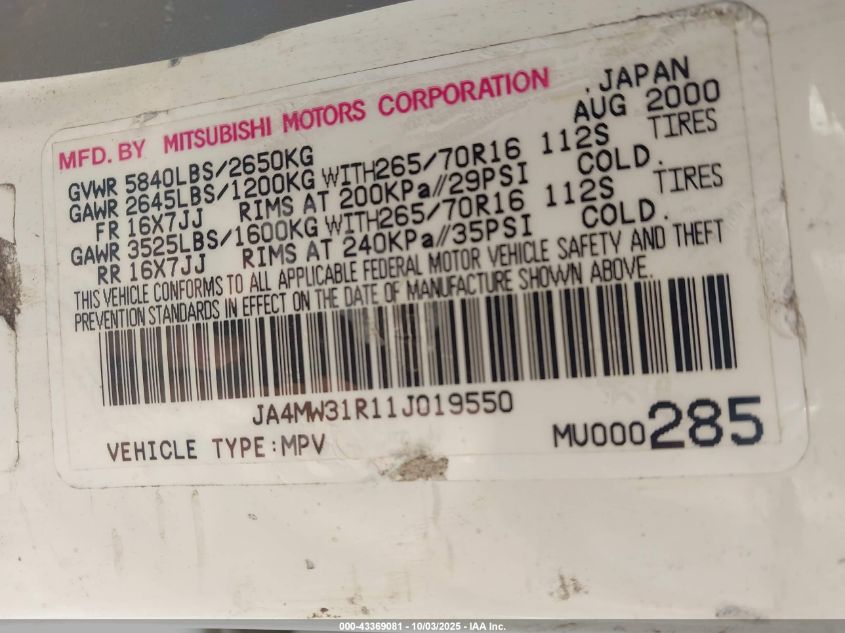 MFD. BY MITSUBISHI MOTORS CORPORATION .JAPAN
AUG 2000
GVWR 5840LBS/2650KG
GAWR 2645LBS/1200KG WITH265/70R16 112S TIRES
FR 16X7JJ RIMS AT 200KPa//29PSI COLD.
GAWR 3525LBS/1600KG WITH265/70R16 112S TIRES
RR 16X7JJ RIMS AT 240KPa//35PSI COLD.
THIS VEHICLE CONFORMS TO ALL APPLICABLE FEDERAL MOTOR VEHICLE SAFETY AND THEFT
PREVENTION STANDARDS IN EFFECT ON THE DATE OF MANUFACTURE SHOWN ABOVE.
JA4MW31R11J019550
VEHICLE TYPE:MPV MU000285
000-43369081 - 10/03/2025 - IAA Inc.